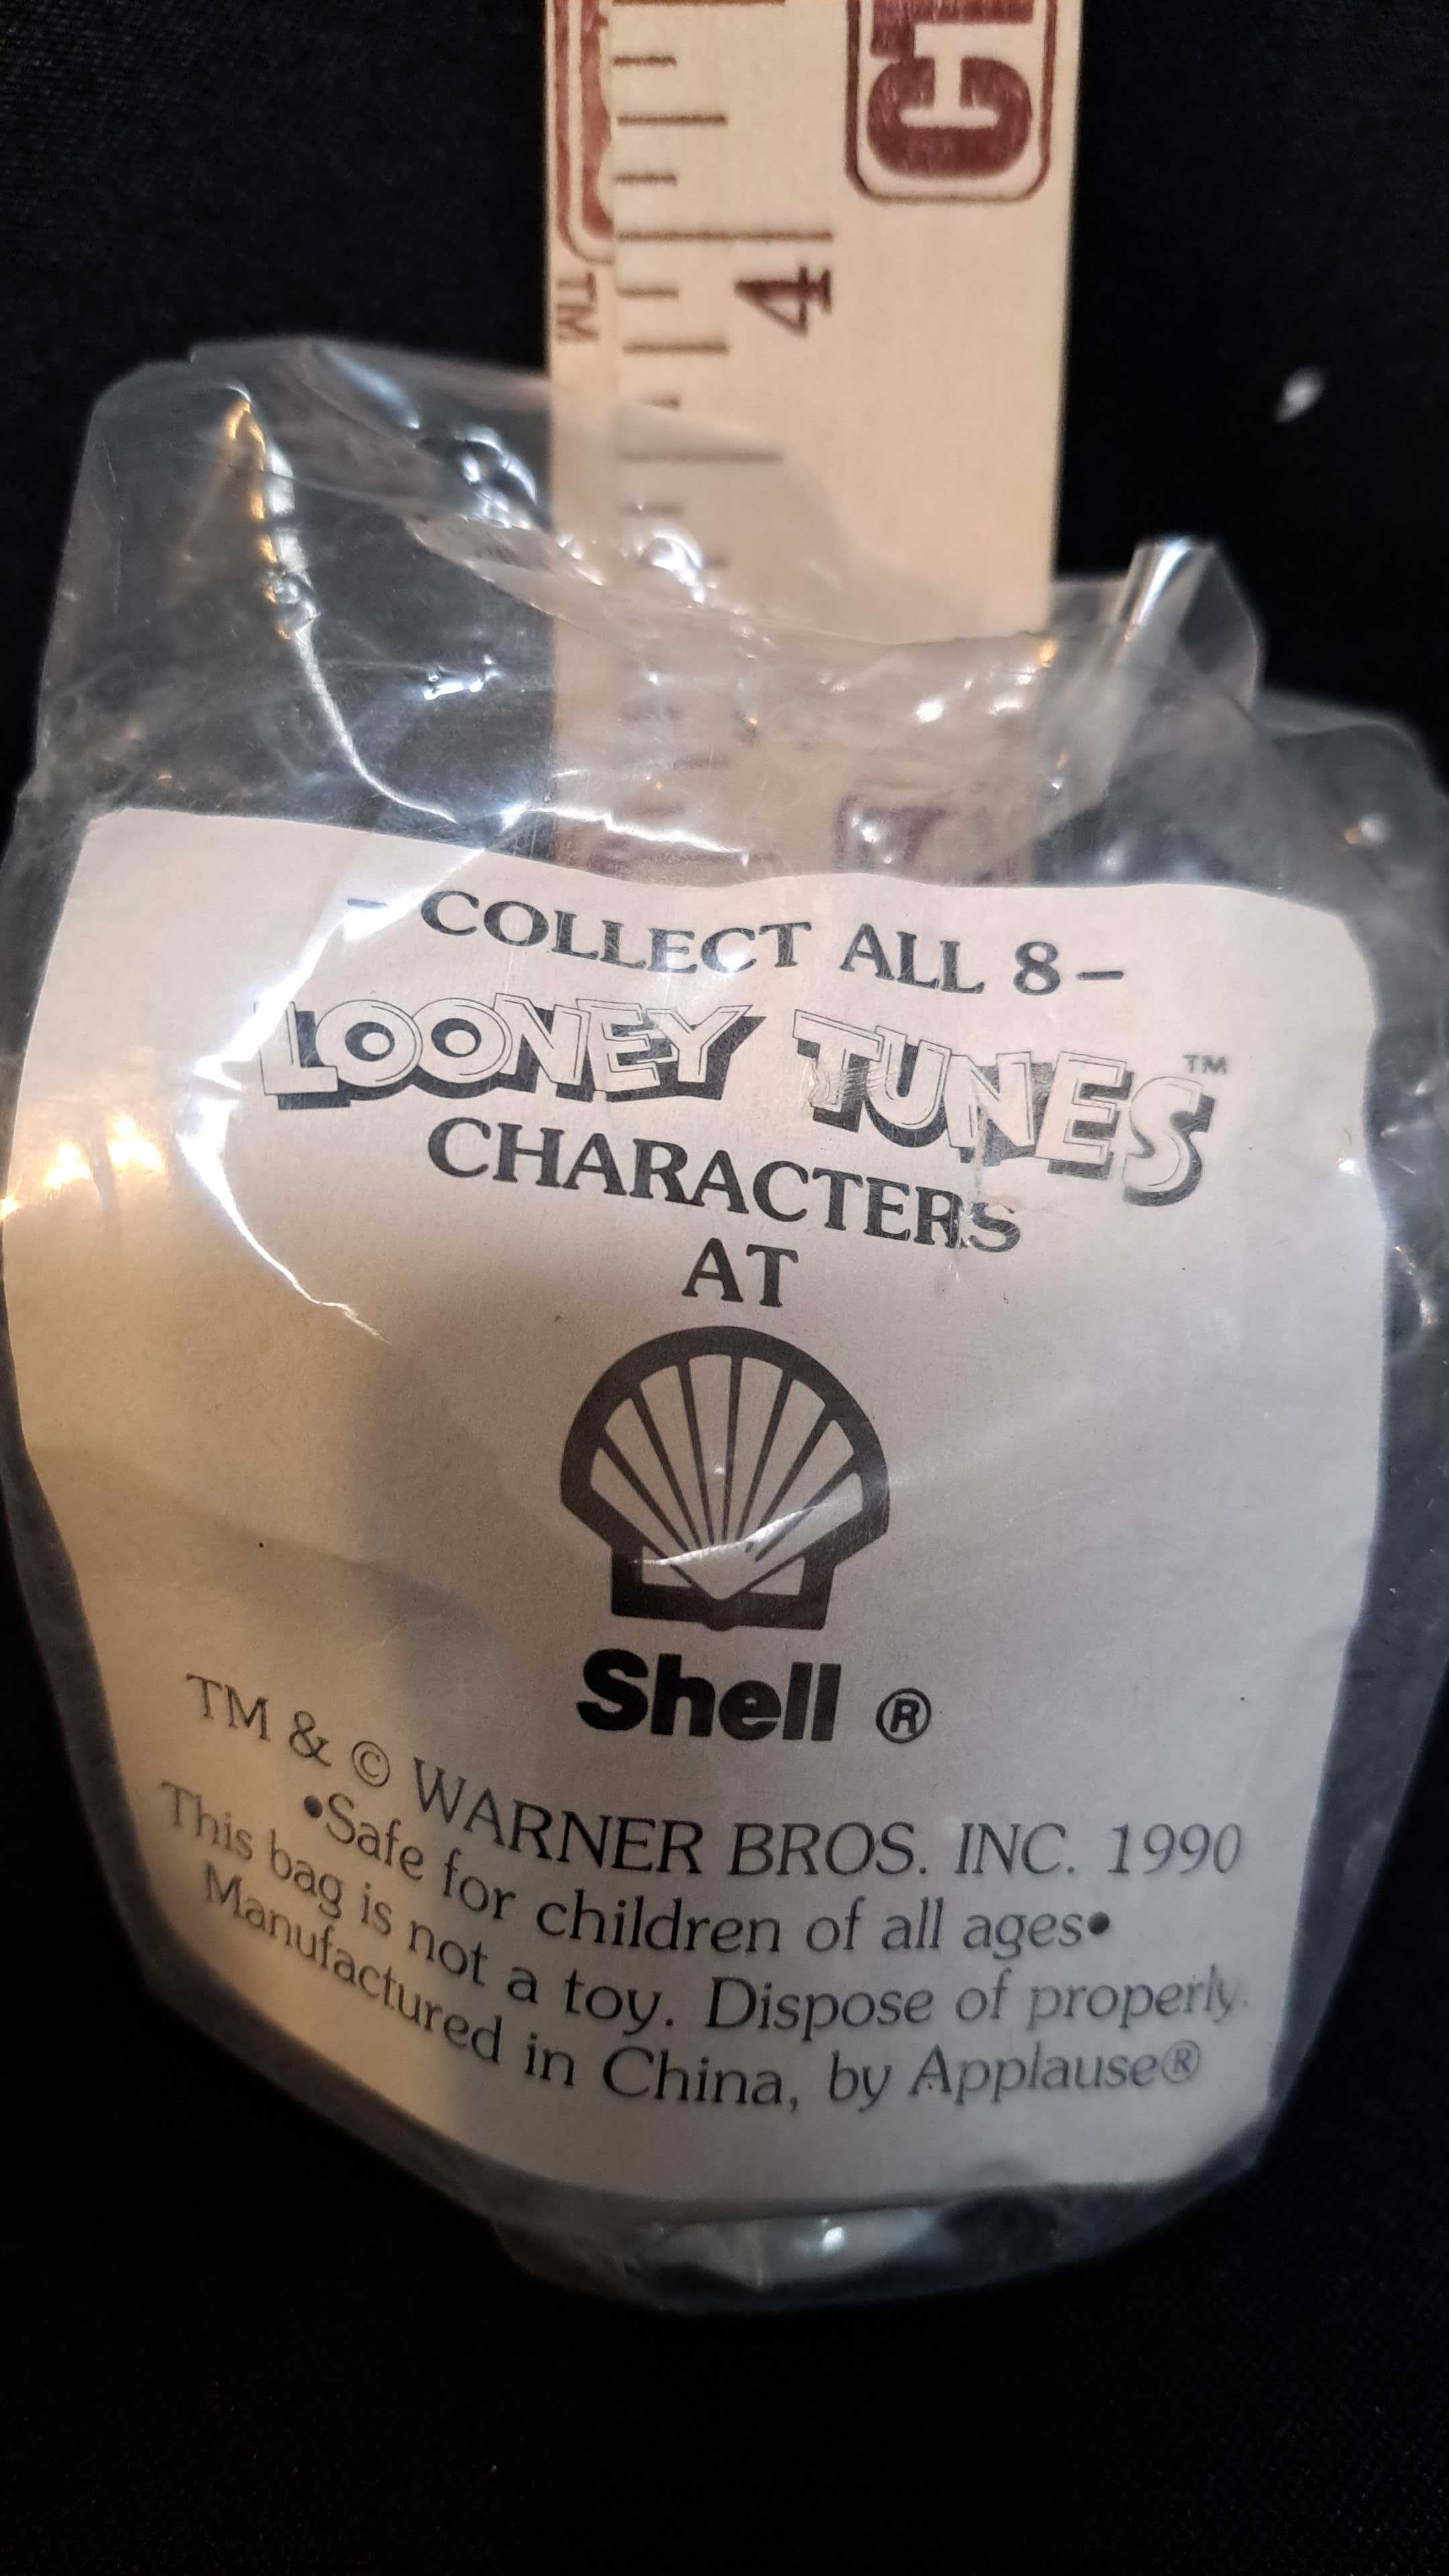 TM
4
- COLLECT ALL 8 -
LOONEY TUNES™
CHARACTERS
AT
Shell ®
TM & © WARNER BROS. INC. 1990
•Safe for children of all ages•
This bag is not a toy. Dispose of properly.
Manufactured in China, by Applause®